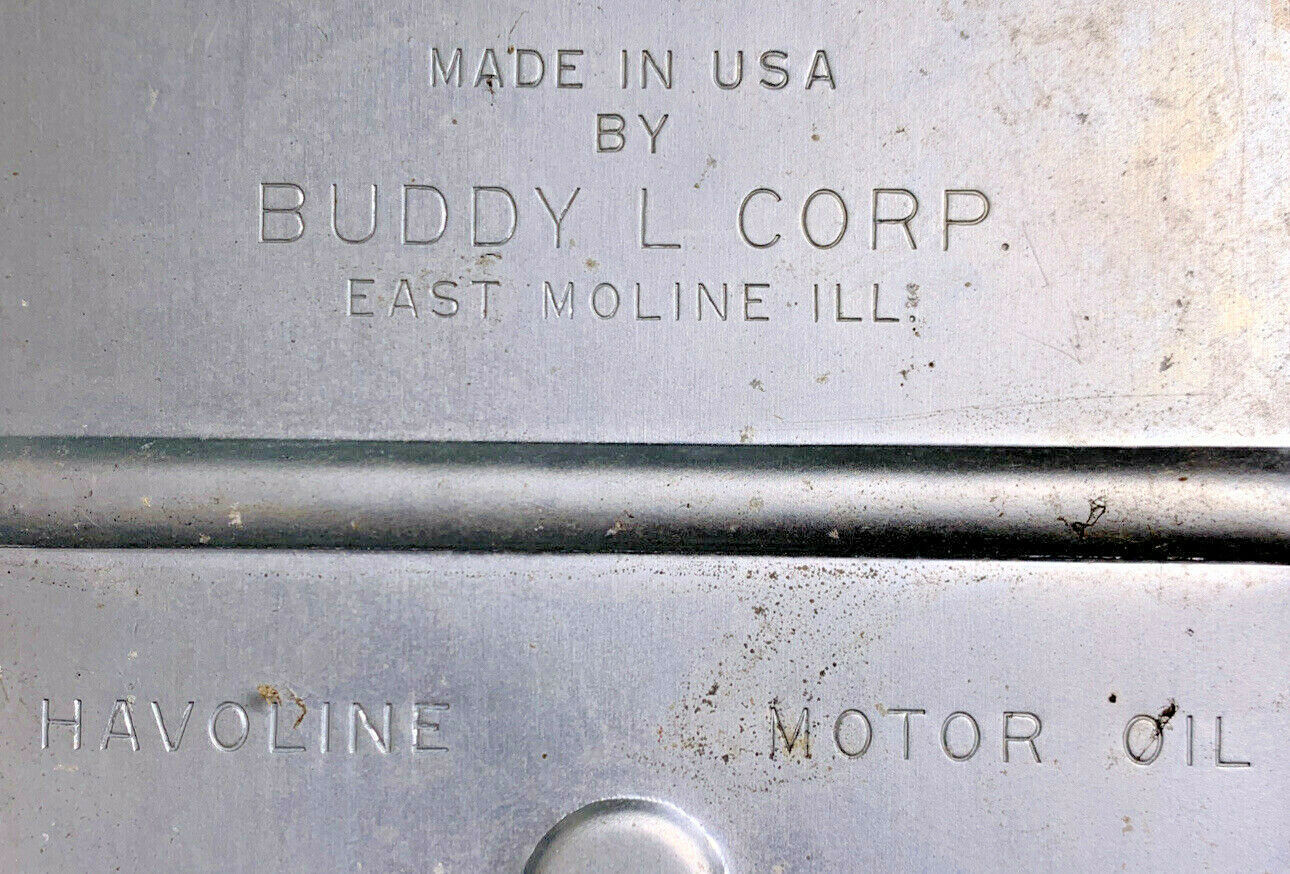 MADE IN USA
BY
BUDDY L CORP.
EAST MOLINE ILL.
HAVOLINE MOTOR OIL